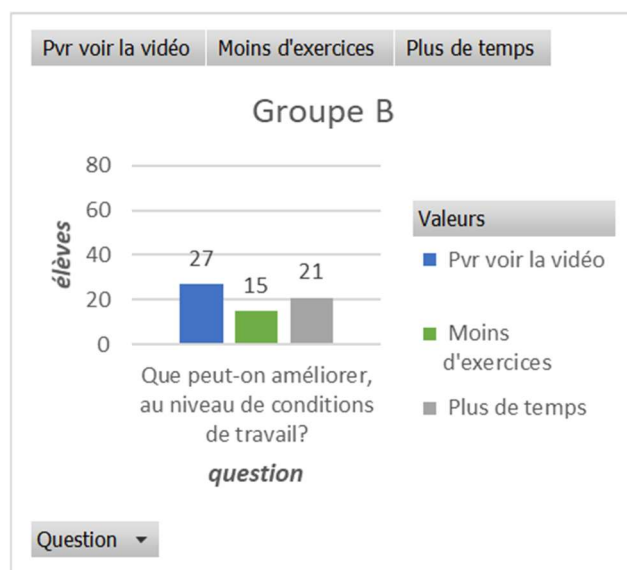 Pvr voir la vidéo Moins d'exercices Plus de temps
Groupe B
80
60
40
20
0
élèves
27
15
21
Que peut-on améliorer,
au niveau de conditions
de travail?
question
Valeurs
Pvr voir la vidéo
Moins
d'exercices
Plus de temps
Question